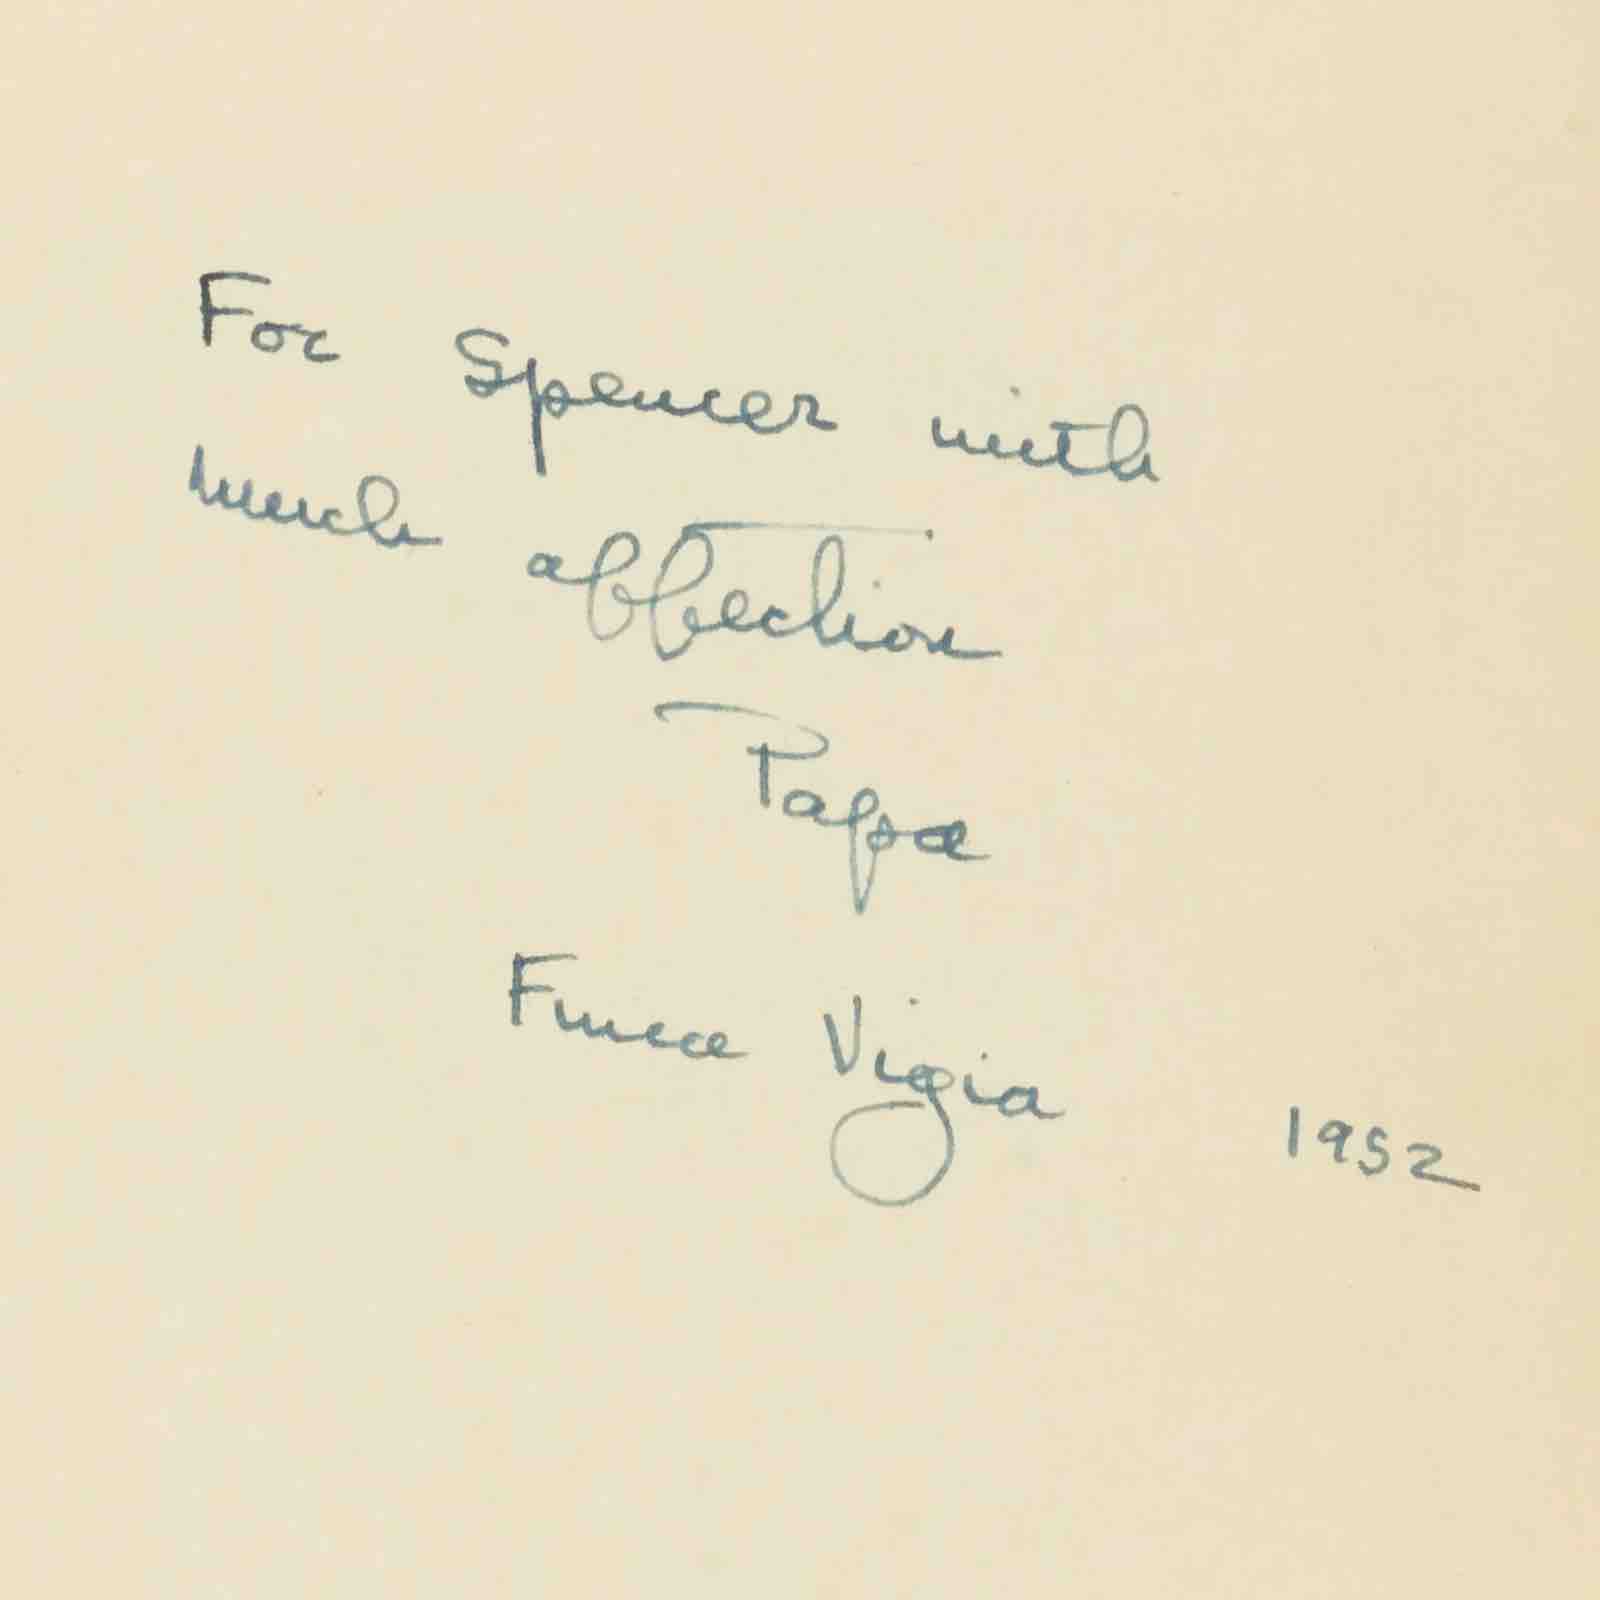 For Spencer with
much affection
Papa
Finca Vigia 1952